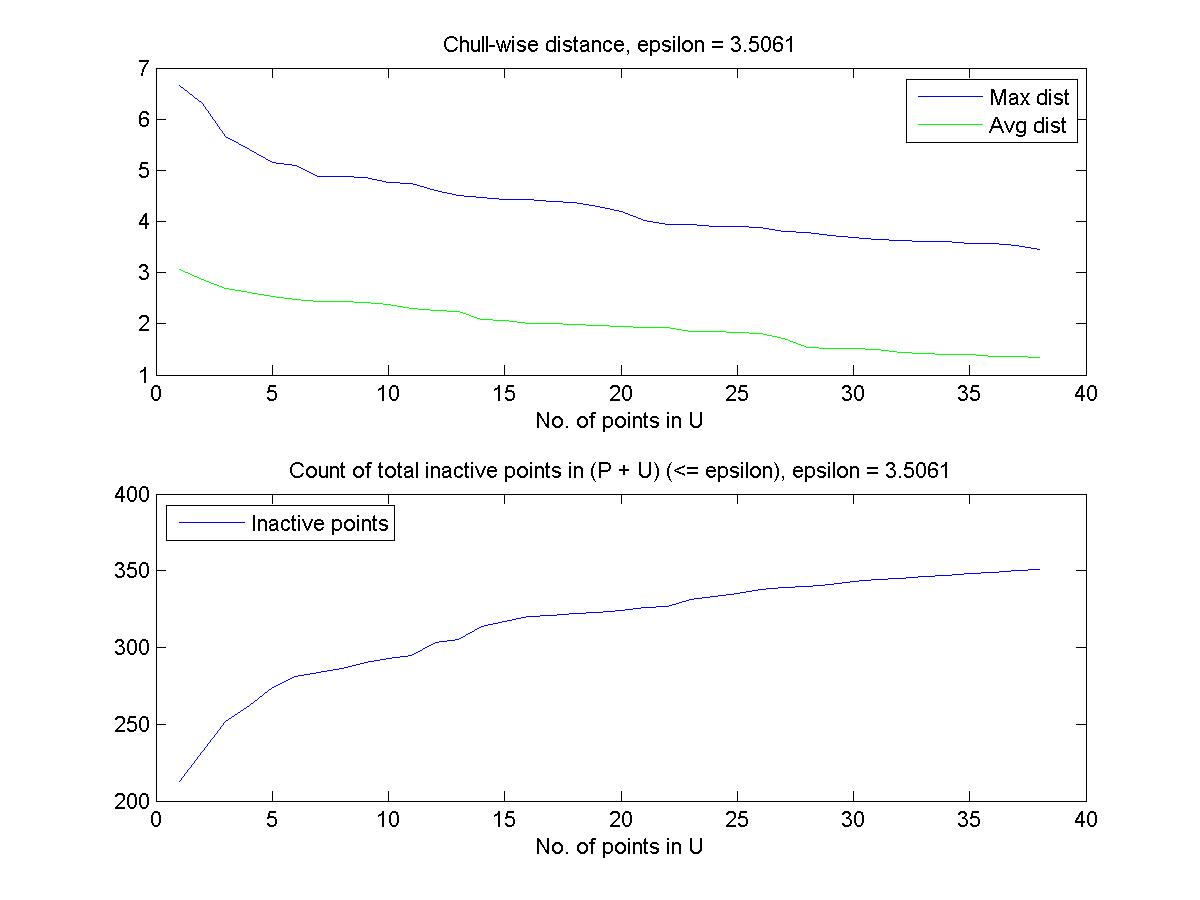 Chull-wise distance, epsilon = 3.5061
7
6
5
4
3
2
1
Max dist
Avg dist
0 5 10 15 20 25 30 35 40
No. of points in U
Count of total inactive points in (P + U) (<= epsilon), epsilon = 3.5061
400
350
300
250
200
Inactive points
0 5 10 15 20 25 30 35 40
No. of points in U